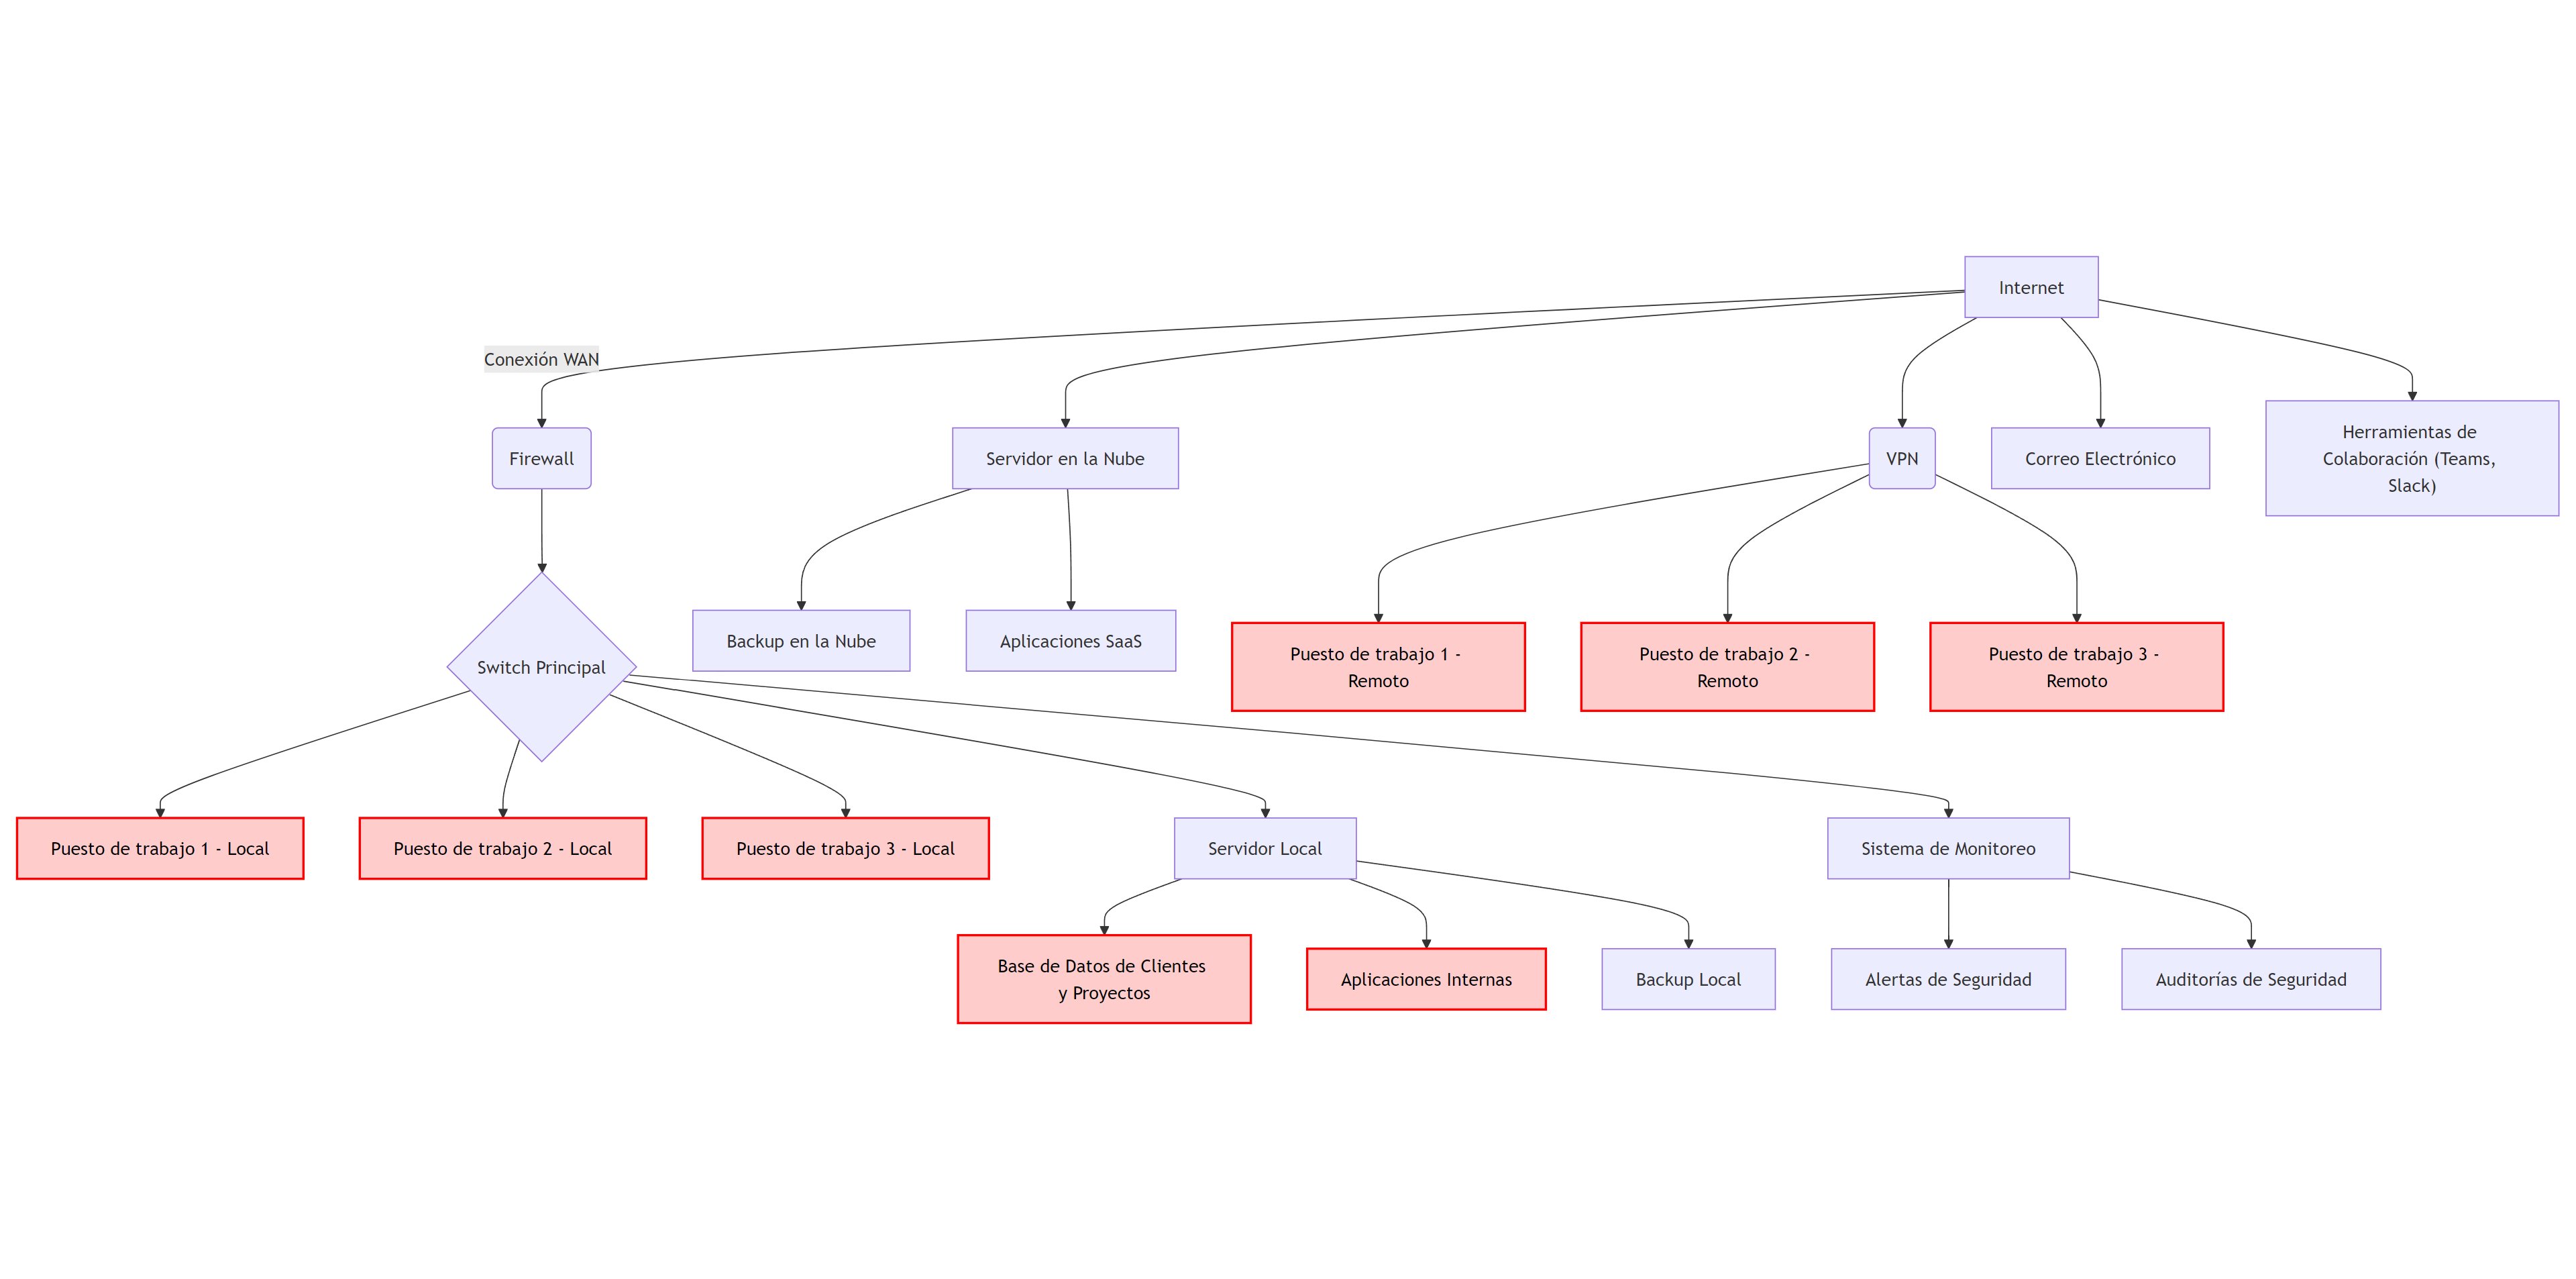 Internet
Conexión WAN
Firewall
Servidor en la Nube
VPN
Correo Electrónico
Herramientas de
Colaboración (Teams,
Slack)
Switch Principal
Backup en la Nube
Aplicaciones SaaS
Puesto de trabajo 1 -
Remoto
Puesto de trabajo 2 -
Remoto
Puesto de trabajo 3 -
Remoto
Puesto de trabajo 1 - Local
Puesto de trabajo 2 - Local
Puesto de trabajo 3 - Local
Servidor Local
Sistema de Monitoreo
Base de Datos de Clientes
y Proyectos
Aplicaciones Internas
Backup Local
Alertas de Seguridad
Auditorías de Seguridad